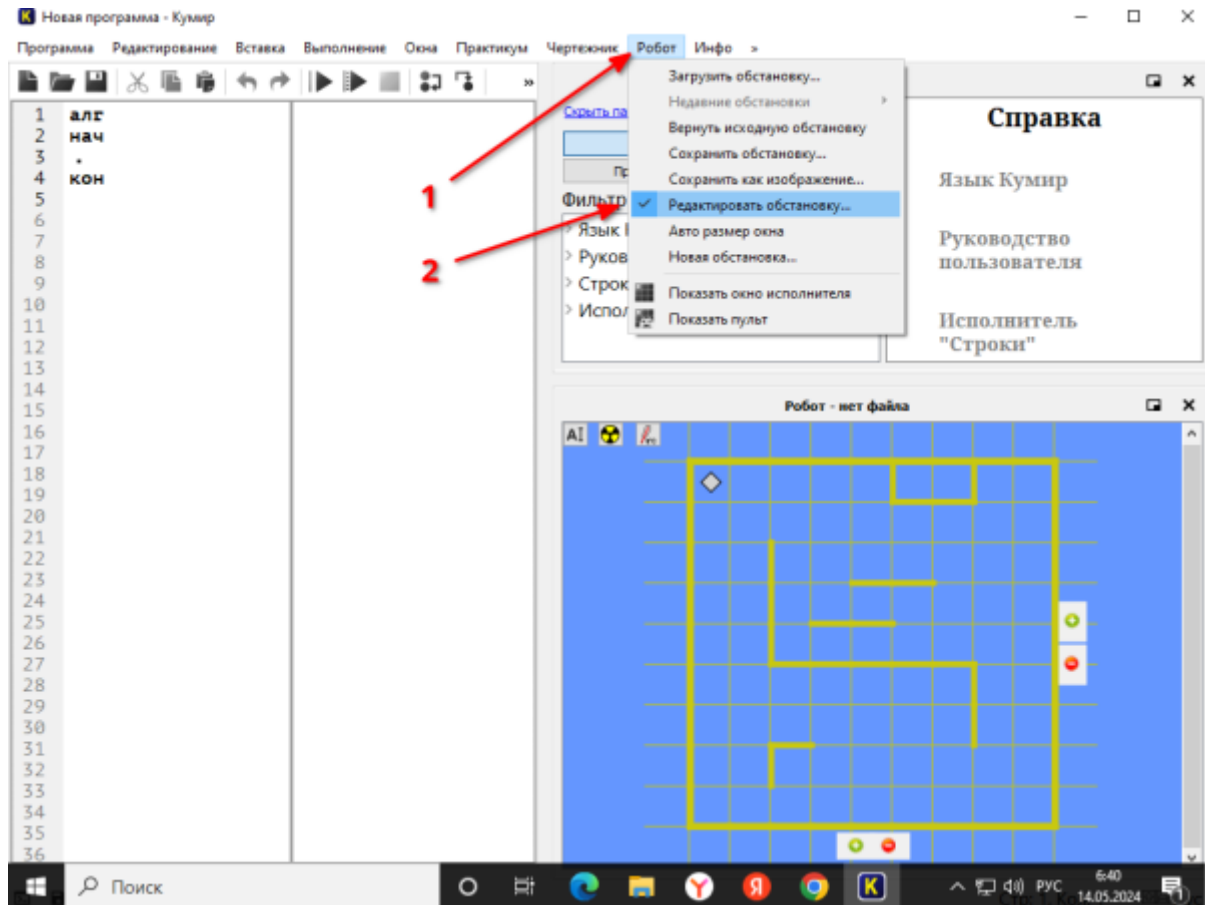 Новая программа - Кумир
Программа Редактирование Вставка Выполнение Окна Практикум Чертежник Робот Инфо »
»
1 алг
2 нач
3 .
4 кон
5
6
7
8
9
10
11
12
13
14
15
16
17
18
19
20
21
22
23
24
25
26
27
28
29
30
31
32
33
34
35
36
1
2
Скрыть
Фильтр
Язык
Руков
Строк
Испол
Загрузить обстановку...
Недавние обстановки
Вернуть исходную обстановку
Сохранить обстановку...
Сохранить как изображение...
Редактировать обстановку...
Авто размер окна
Новая обстановка...
Показать окно исполнителя
Показать пульт
Справка
Язык Кумир
Руководство
пользователя
Исполнитель
"Строки"
Робот - нет файла
AI
Поиск
РУС
6:40
14.05.2024